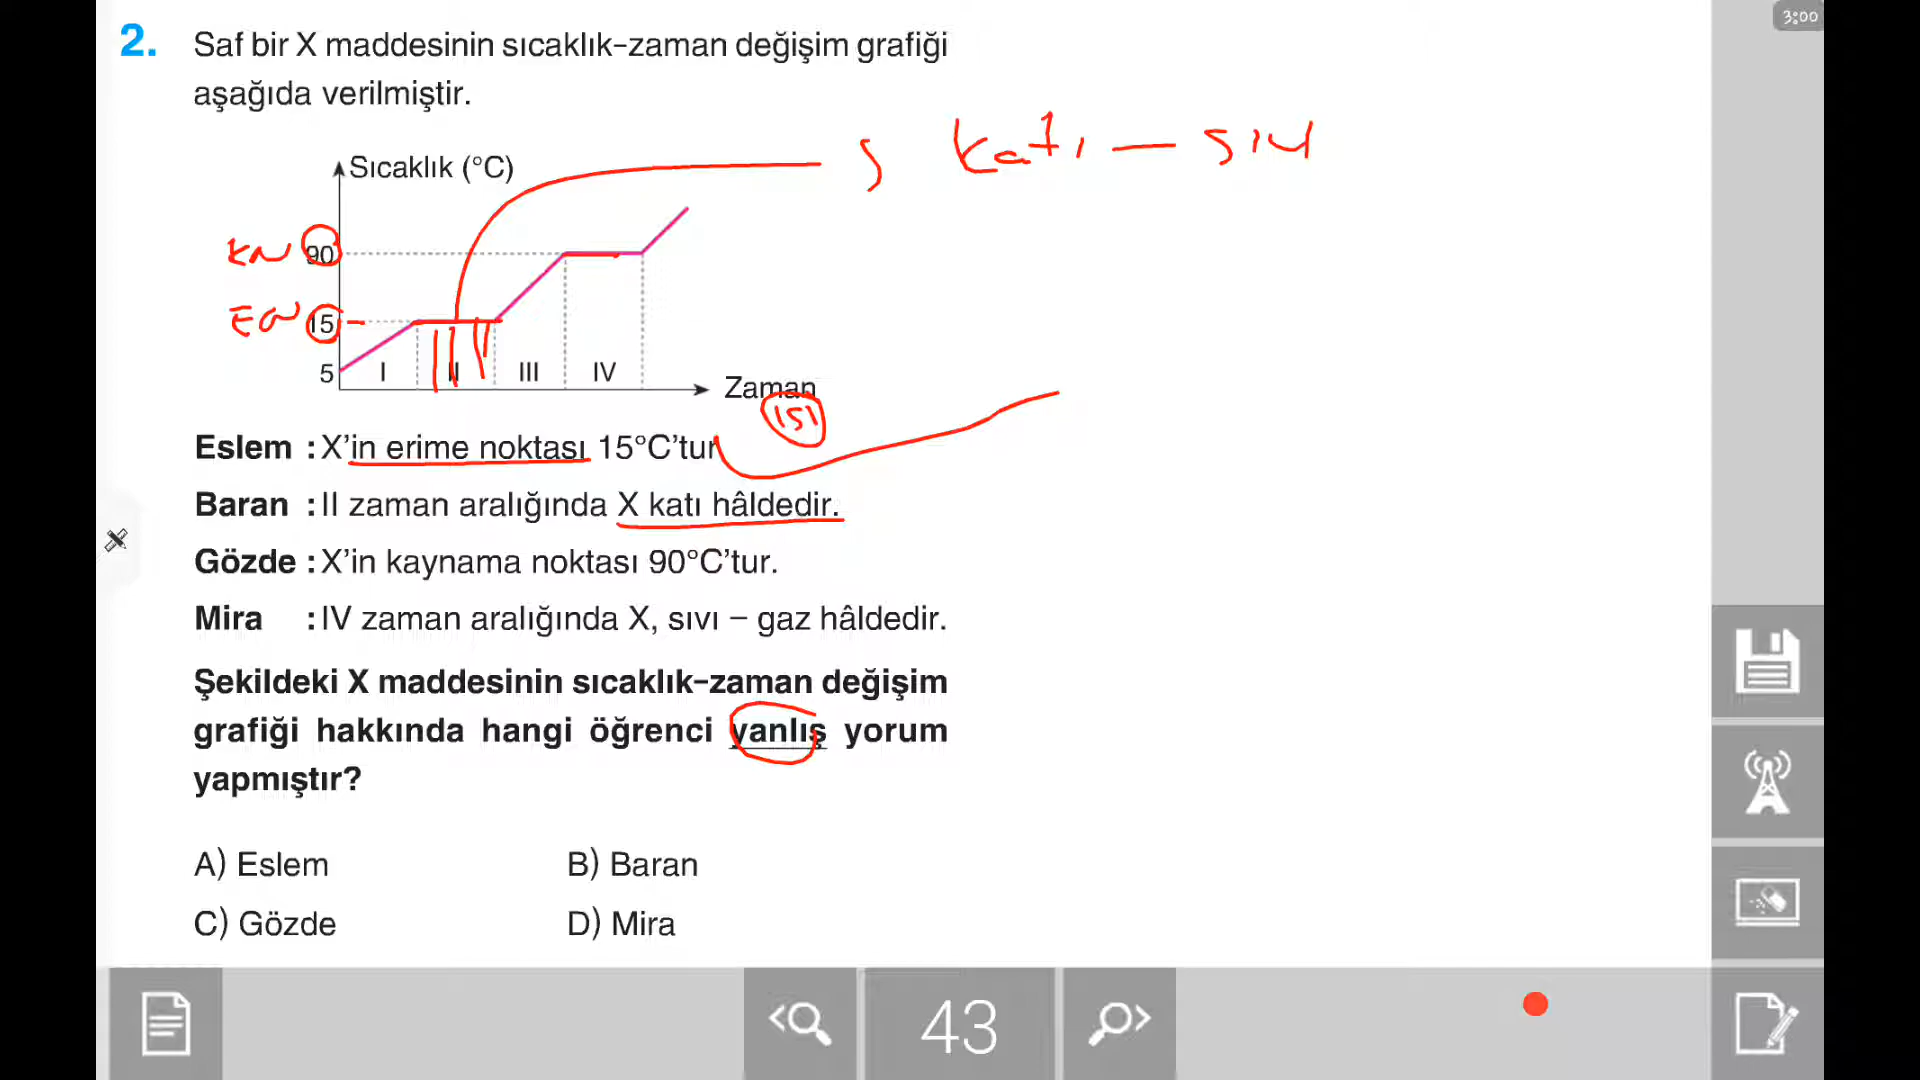 3:00
2. Saf bir X maddesinin sıcaklık-zaman değişim grafiği
aşağıda verilmiştir.
Katı — sıvı
Sıcaklık (°C)
KN 90
EN 15
5
I II III IV
Zaman
ısı
Eslem : X'in erime noktası 15°C'tur
Baran : II zaman aralığında X katı hâldedir.
Gözde : X'in kaynama noktası 90°C'tur.
Mira : IV zaman aralığında X, sıvı – gaz hâldedir.
Şekildeki X maddesinin sıcaklık-zaman değişim
grafiği hakkında hangi öğrenci yanlış yorum
yapmıştır?
A) Eslem B) Baran
C) Gözde D) Mira
43